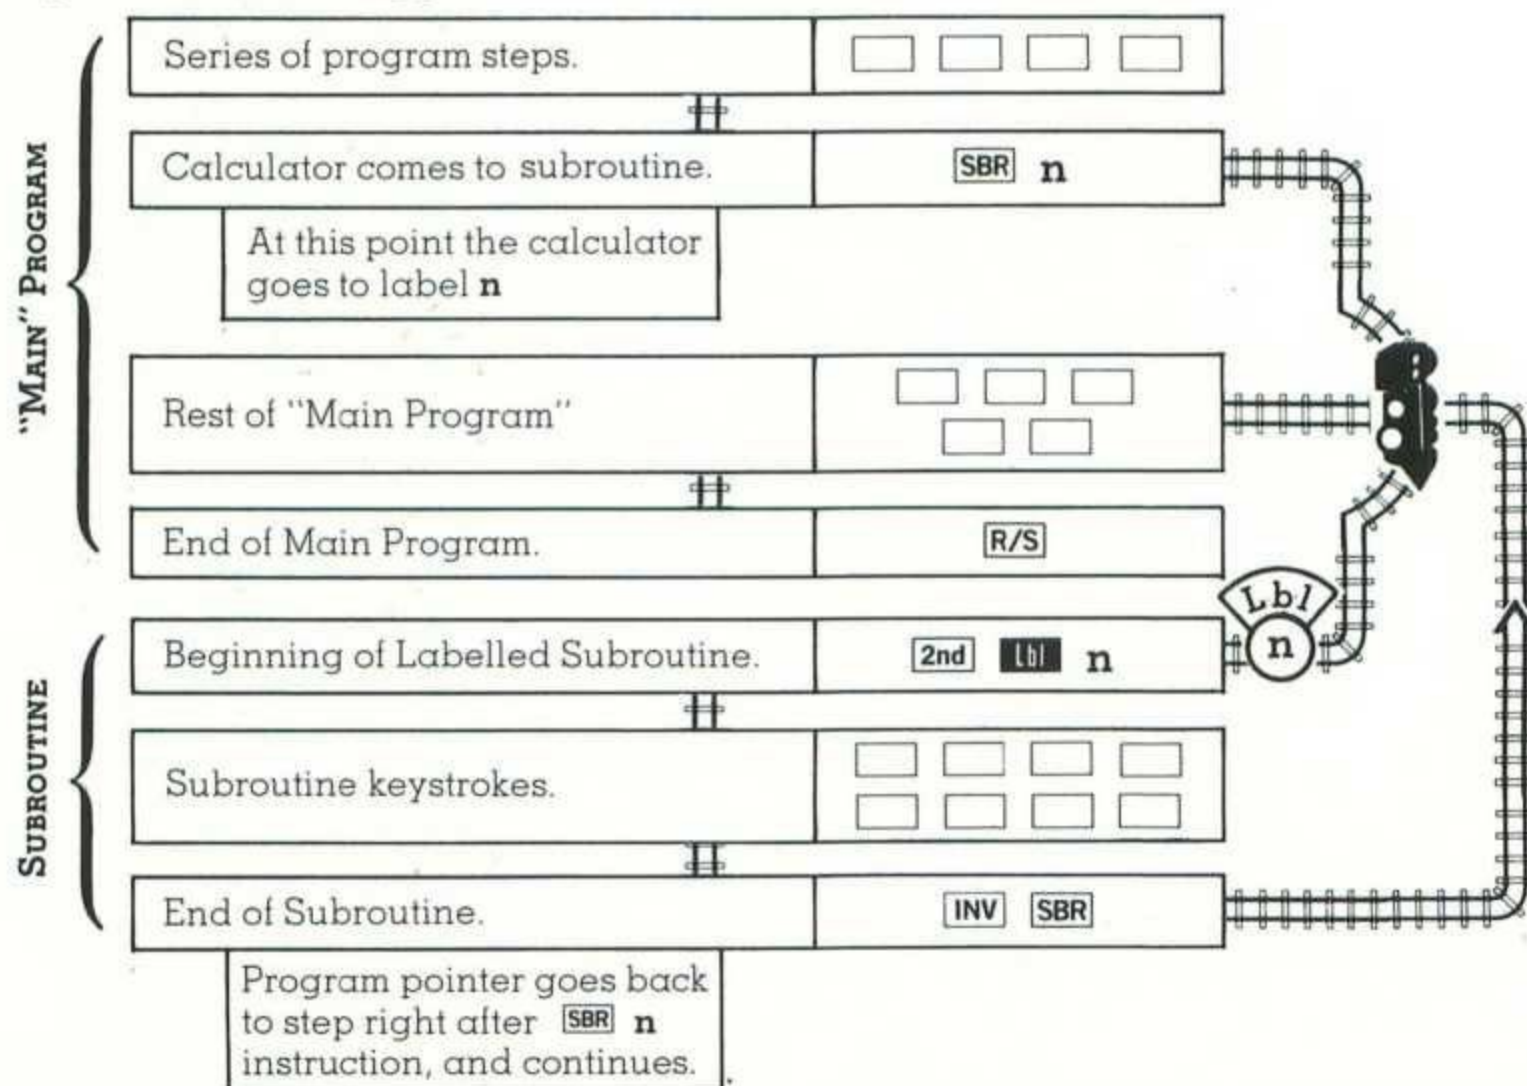 "MAIN" PROGRAM
Series of program steps.
Calculator comes to subroutine. SBR n
At this point the calculator
goes to label n
Rest of "Main Program"
End of Main Program. R/S
SUBROUTINE
Beginning of Labelled Subroutine. 2nd Lbl n
Lbl
n
Subroutine keystrokes.
End of Subroutine. INV SBR
Program pointer goes back
to step right after SBR n
instruction, and continues.